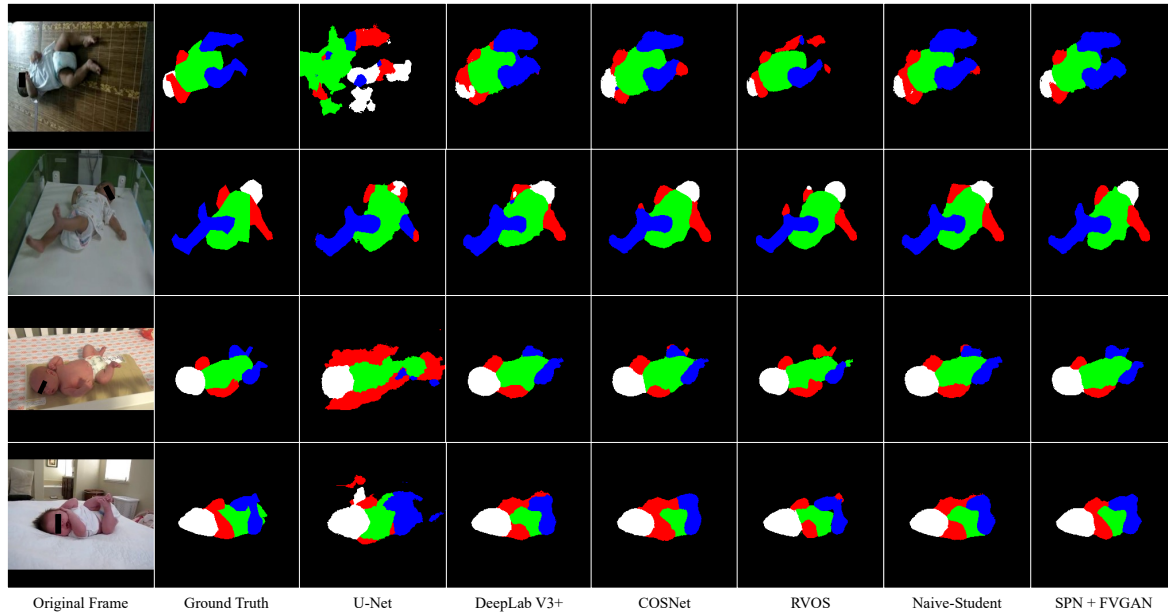 Original Frame Ground Truth U-Net DeepLab V3+ COSNet RVOS Naive-Student SPN + FVGAN